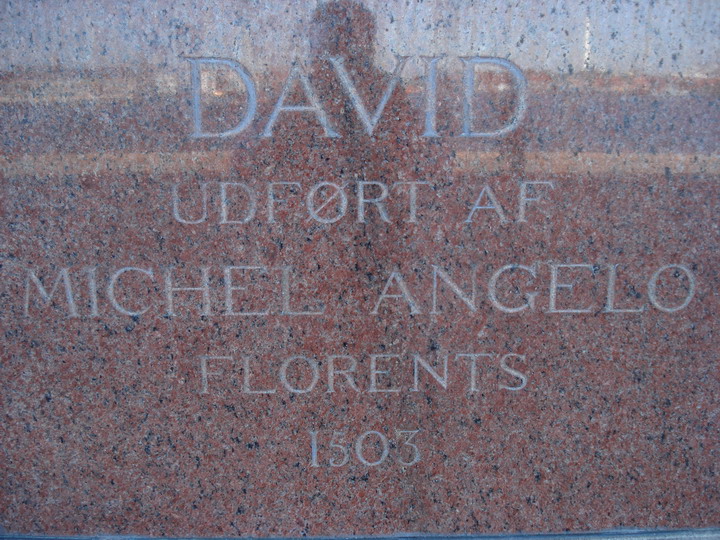 DAVID
UDFØRT AF
MICHEL ANGELO
FLORENTS
1503